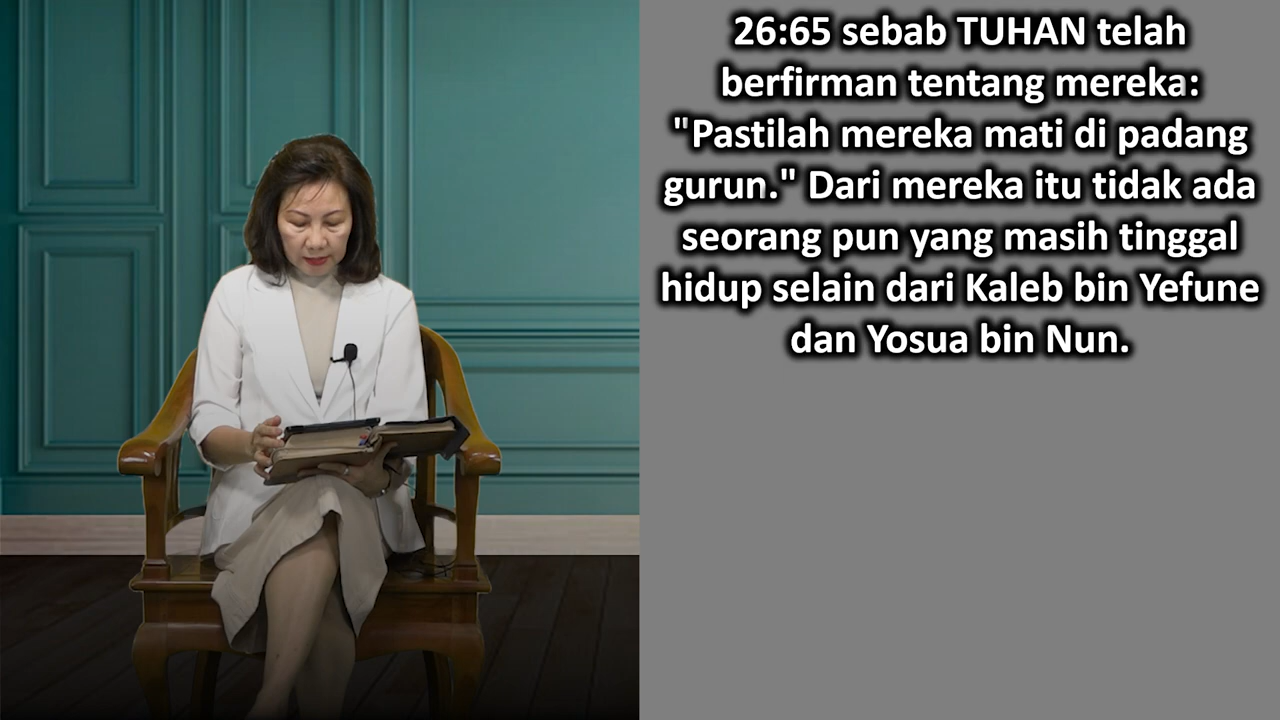 26:65 sebab TUHAN telah
berfirman tentang mereka:
"Pastilah mereka mati di padang
gurun." Dari mereka itu tidak ada
seorang pun yang masih tinggal
hidup selain dari Kaleb bin Yefune
dan Yosua bin Nun.